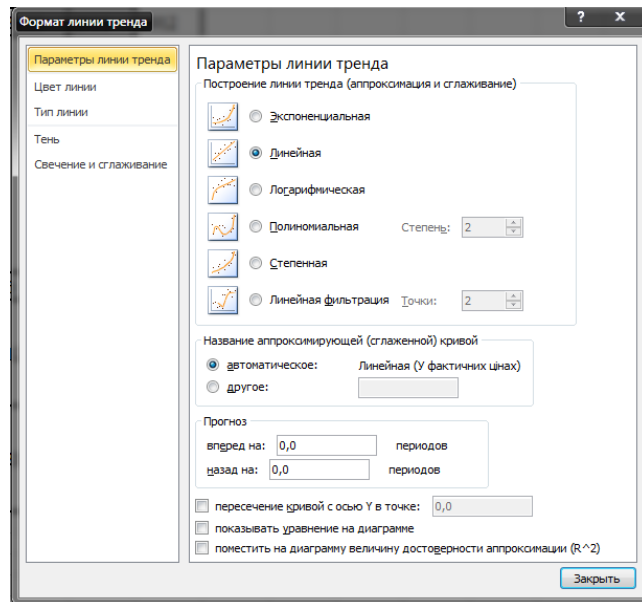 Формат линии тренда
? X
Параметры линии тренда
Цвет линии
Тип линии
Тень
Свечение и сглаживание
Параметры линии тренда
Построение линии тренда (аппроксимация и сглаживание)
Экспоненциальная
Линейная
Логарифмическая
Полиномиальная Степень: 2
Степенная
Линейная фильтрация Точки: 2
Название аппроксимирующей (сглаженной) кривой
автоматическое: Линейная (У фактичних цінах)
другое:
Прогноз
вперед на: 0,0 периодов
назад на: 0,0 периодов
пересечение кривой с осью Y в точке: 0,0
показывать уравнение на диаграмме
поместить на диаграмму величину достоверности аппроксимации (R^2)
Закрыть